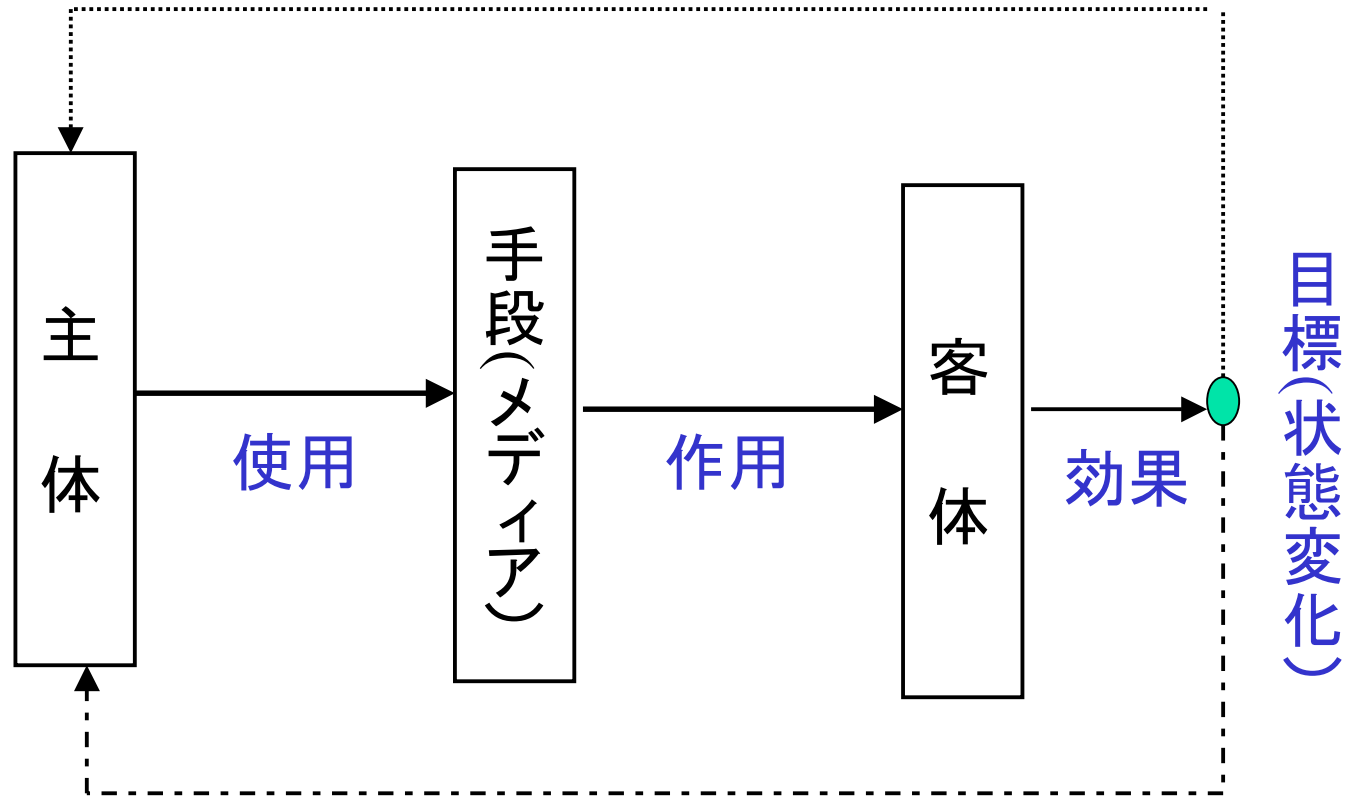 主体
使用
手段(メディア)
作用
客体
効果
目標(状態変化)